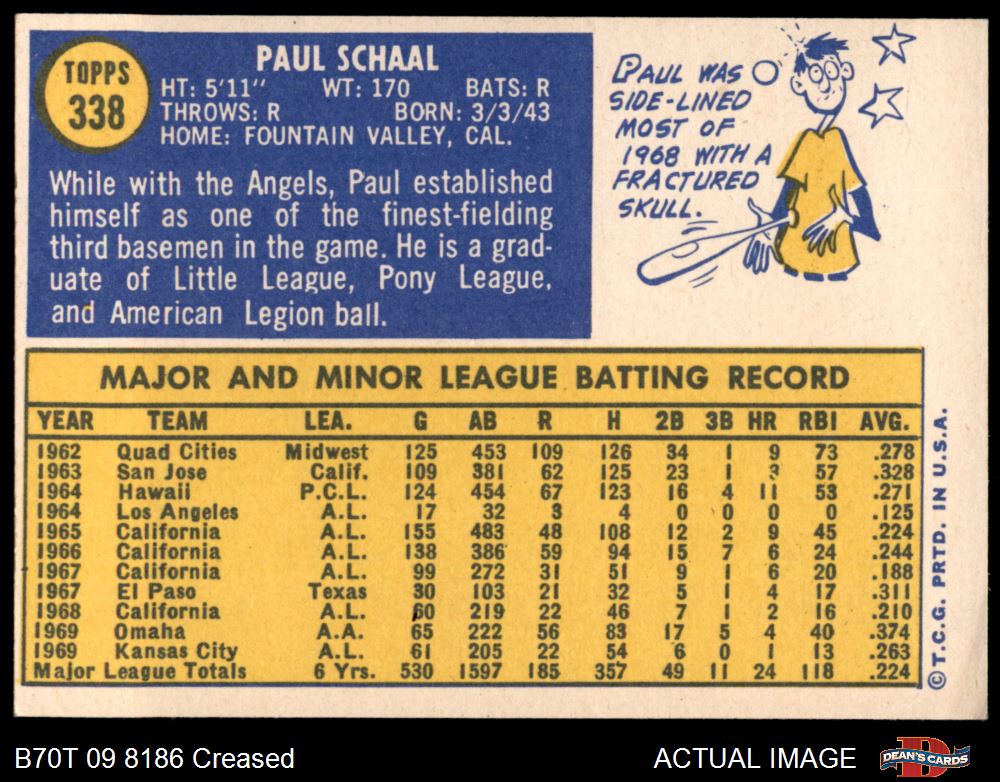 TOPPS
338
PAUL SCHAAL
HT: 5'11" WT: 170 BATS: R
THROWS: R BORN: 3/3/43
HOME: FOUNTAIN VALLEY, CAL.
While with the Angels, Paul established
himself as one of the finest-fielding
third basemen in the game. He is a grad-
uate of Little League, Pony League,
and American Legion ball.
PAUL WAS
SIDE-LINED
MOST OF
1968 WITH A
FRACTURED
SKULL.
MAJOR AND MINOR LEAGUE BATTING RECORD
YEAR TEAM LEA. G AB R H 2B 3B HR RBI AVG.
1962 Quad Cities Midwest 125 453 109 126 34 1 9 73 .278
1963 San Jose Calif. 109 381 62 125 23 1 3 57 .328
1964 Hawaii P.C.L. 124 454 67 123 16 4 11 53 .271
1964 Los Angeles A.L. 17 32 3 4 0 0 0 0 .125
1965 California A.L. 155 483 48 108 12 2 9 45 .224
1966 California A.L. 138 386 59 94 15 7 6 24 .244
1967 California A.L. 99 272 31 51 9 1 6 20 .188
1967 El Paso Texas 30 103 21 32 5 1 4 17 .311
1968 California A.L. 60 219 22 46 7 1 2 16 .210
1969 Omaha A.A. 65 222 56 83 17 5 4 40 .374
1969 Kansas City A.L. 61 205 22 54 6 0 1 13 .263
Major League Totals 6 Yrs. 530 1597 185 357 49 11 24 118 .224
© T.C.G. PRTD. IN U.S.A.
B70T 09 8186 Creased
ACTUAL IMAGE
DEAN'S CARDS